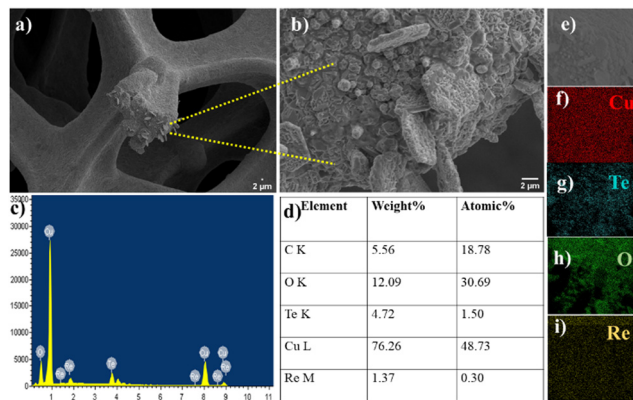 a)
2 µm
b)
2 µm
c)
35000
30000
25000
20000
15000
10000
5000
0
1 2 3 4 5 6 7 8 9 10 11
d) Element Weight% Atomic%
C K 5.56 18.78
O K 12.09 30.69
Te K 4.72 1.50
Cu L 76.26 48.73
Re M 1.37 0.30
e)
f) Cu
g) Te
h) O
i) Re